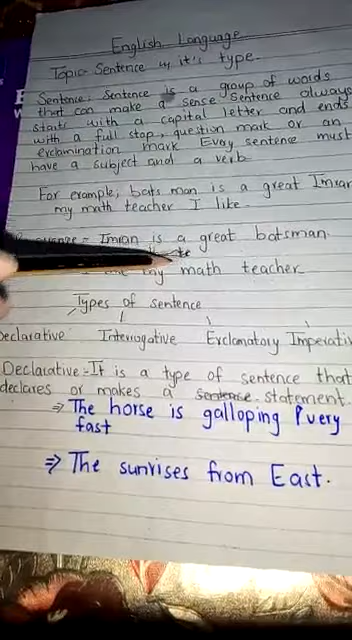 English Language
Topic Sentence & it's type.
Sentence: Sentence is a group of words
that can make a sense Sentence always
starts with a capital letter and ends
with a full stop, question mark or an
exclamination mark Evay sentence must
have a subject and a verb
For example; bats man is a great Imran
my math teacher I like.
= Imran is a great batsman.
my math teacher
Types of sentence
Declarative Interrogative Exclamatory Imperativ
Declarative - It is a type of sentence that
declares or makes a sentence statement.
⇒ The horse is galloping very
fast
⇒ The sunrises from East.